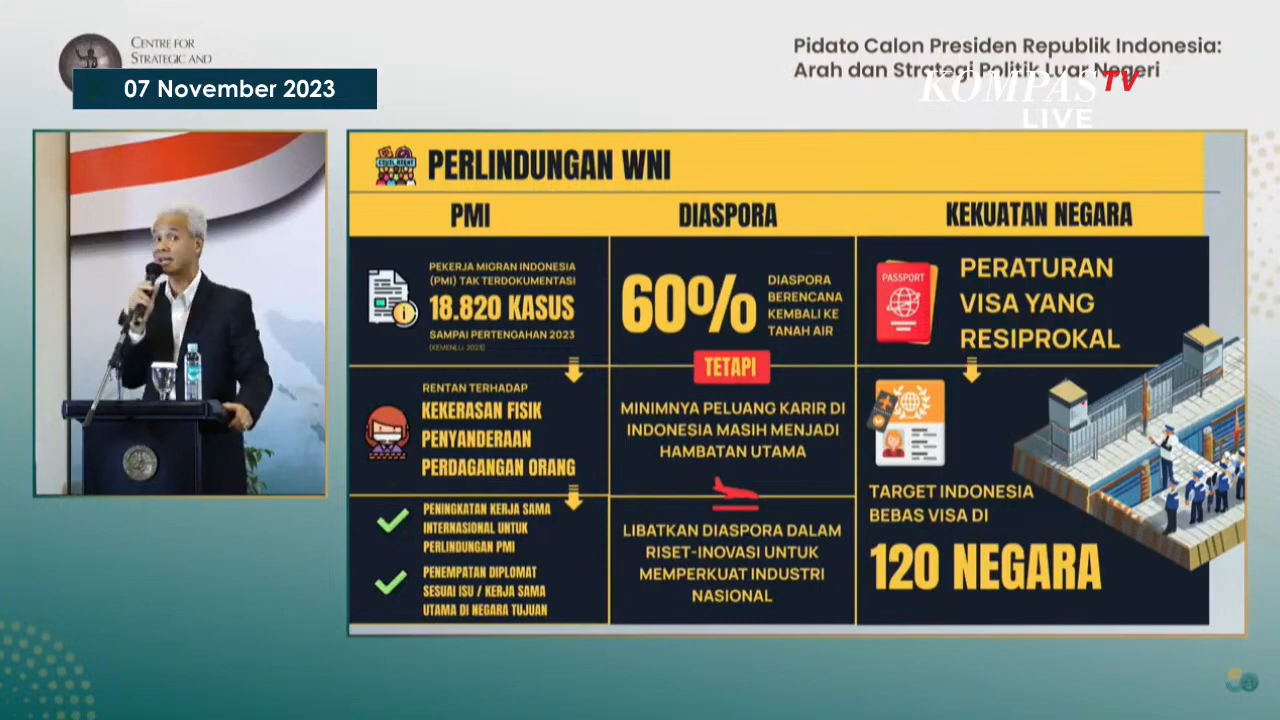 CENTRE FOR
STRATEGIC AND
07 November 2023
Pidato Calon Presiden Republik Indonesia:
Arah dan Strategi Politik Luar Negeri
KOMPAS TV
LIVE
CIVIL RIGHT
PERLINDUNGAN WNI
PMI
DIASPORA
KEKUATAN NEGARA
PEKERJA MIGRAN INDONESIA
(PMI) TAK TERDOKUMTASI
18.820 KASUS
SAMPAI PERTENGAHAN 2023
(KEMENLU, 2023)
RENTAN TERHADAP
KEKERASAN FISIK
PENYANDERAAN
PERDAGANGAN ORANG
PENINGKATAN KERJA SAMA
INTERNASIONAL UNTUK
PERLINDUNGAN PMI
PENEMPATAN DIPLOMAT
SESUAI ISU / KERJA SAMA
UTAMA DI NEGARA TUJUAN
60%
DIASPORA
BERENCANA
KEMBALI KE
TANAH AIR
TETAPI
MINIMNYA PELUANG KARIR DI
INDONESIA MASIH MENJADI
HAMBATAN UTAMA
LIBATKAN DIASPORA DALAM
RISET-INOVASI UNTUK
MEMPERKUAT INDUSTRI
NASIONAL
PASSPORT
PERATURAN
VISA YANG
RESIPROKAL
TARGET INDONESIA
BEBAS VISA DI
120 NEGARA